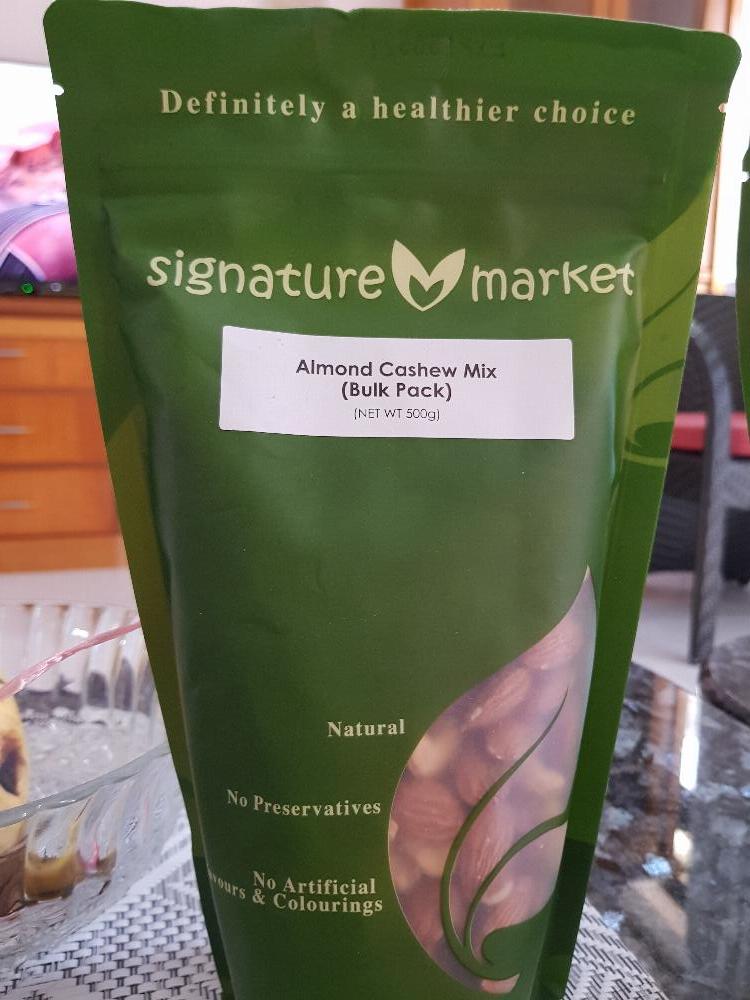 Definitely a healthier choice
signature market
Almond Cashew Mix
(Bulk Pack)
(NET WT 500g)
Natural
No Preservatives
No Artificial
& Colourings